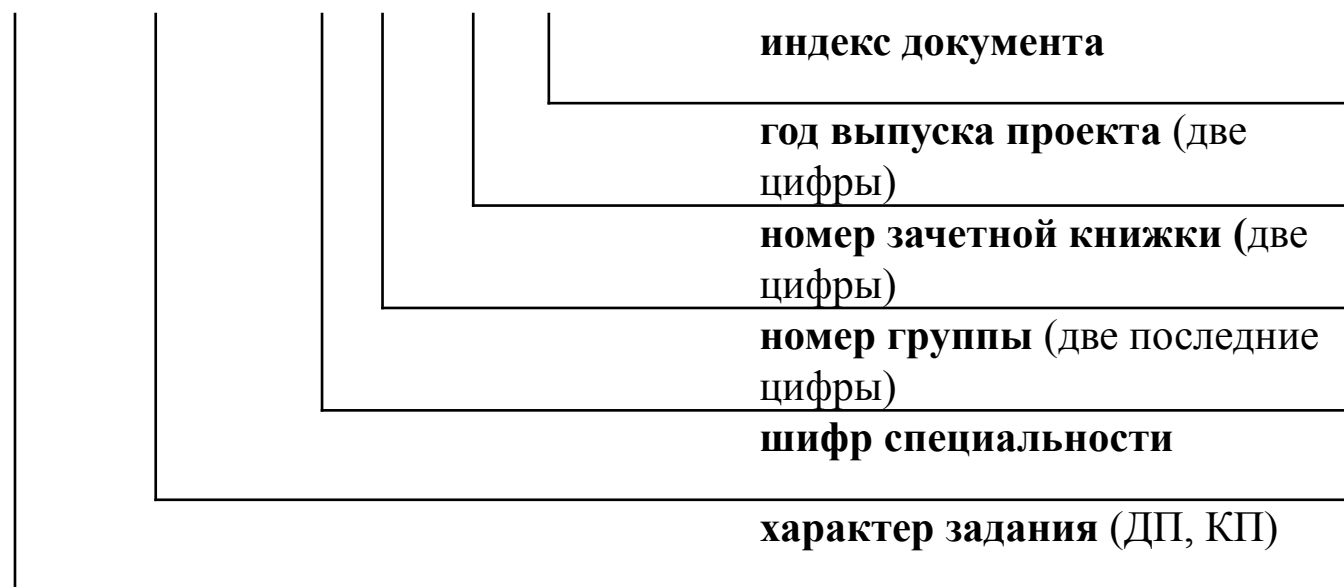 индекс документа
год выпуска проекта (две
цифры)
номер зачетной книжки (две
цифры)
номер группы (две последние
цифры)
шифр специальности
характер задания (ДП, КП)